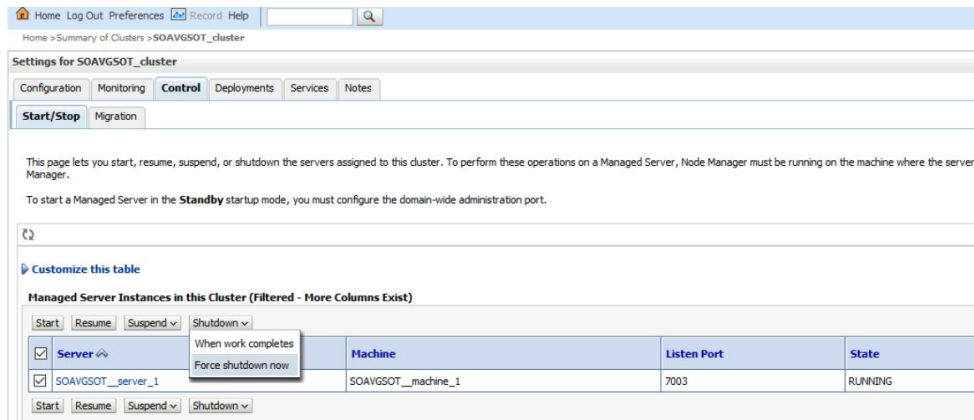 Home Log Out Preferences Record Help
Home >Summary of Clusters >SOAVGSOT_cluster
Settings for SOAVGSOT_cluster
Configuration Monitoring Control Deployments Services Notes
Start/Stop Migration
This page lets you start, resume, suspend, or shutdown the servers assigned to this cluster. To perform these operations on a Managed Server, Node Manager must be running on the machine where the server
Manager.
To start a Managed Server in the Standby startup mode, you must configure the domain-wide administration port.
Customize this table
Managed Server Instances in this Cluster (Filtered - More Columns Exist)
Start Resume Suspend Shutdown
When work completes
Force shutdown now
Server Machine Listen Port State
SOAVGSOT__server_1 SOAVGSOT__machine_1 7003 RUNNING
Start Resume Suspend Shutdown